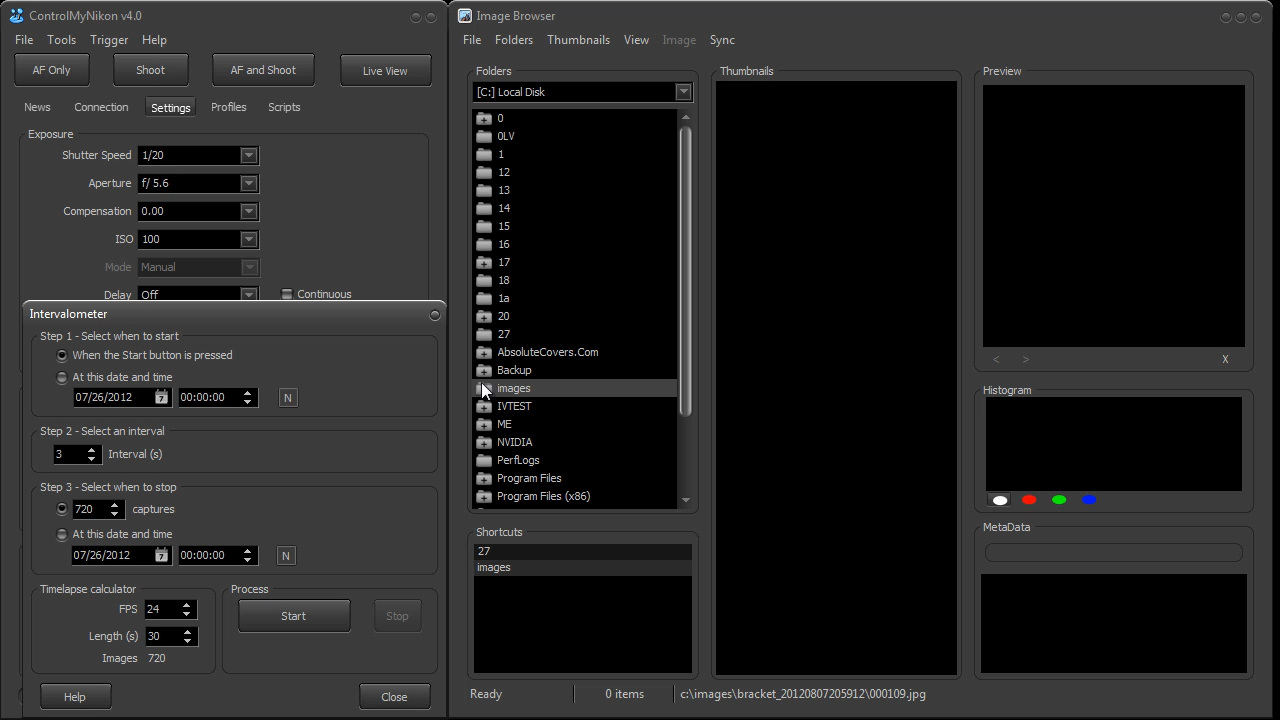 ControlMyNikon v4.0
File Tools Trigger Help
AF Only Shoot AF and Shoot Live View
News Connection Settings Profiles Scripts
Exposure
Shutter Speed 1/20
Aperture f/ 5.6
Compensation 0.00
ISO 100
Mode Manual
Delay Off Continuous
Intervalometer
Step 1 - Select when to start
When the Start button is pressed
At this date and time
07/26/2012 7 00:00:00 N
Step 2 - Select an interval
3 Interval (s)
Step 3 - Select when to stop
720 captures
At this date and time
07/26/2012 7 00:00:00 N
Timelapse calculator
FPS 24
Length (s) 30
Images 720
Process
Start Stop
Help Close
Image Browser
File Folders Thumbnails View Image Sync
Folders
[C:] Local Disk
0
0LV
1
12
13
14
15
16
17
18
1a
20
27
AbsoluteCovers.Com
Backup
images
IVTEST
ME
NVIDIA
PerfLogs
Program Files
Program Files (x86)
Shortcuts
27
images
Thumbnails
Preview
< > X
Histogram
MetaData
Ready 0 items c:\images\bracket_20120807205912\000109.jpg